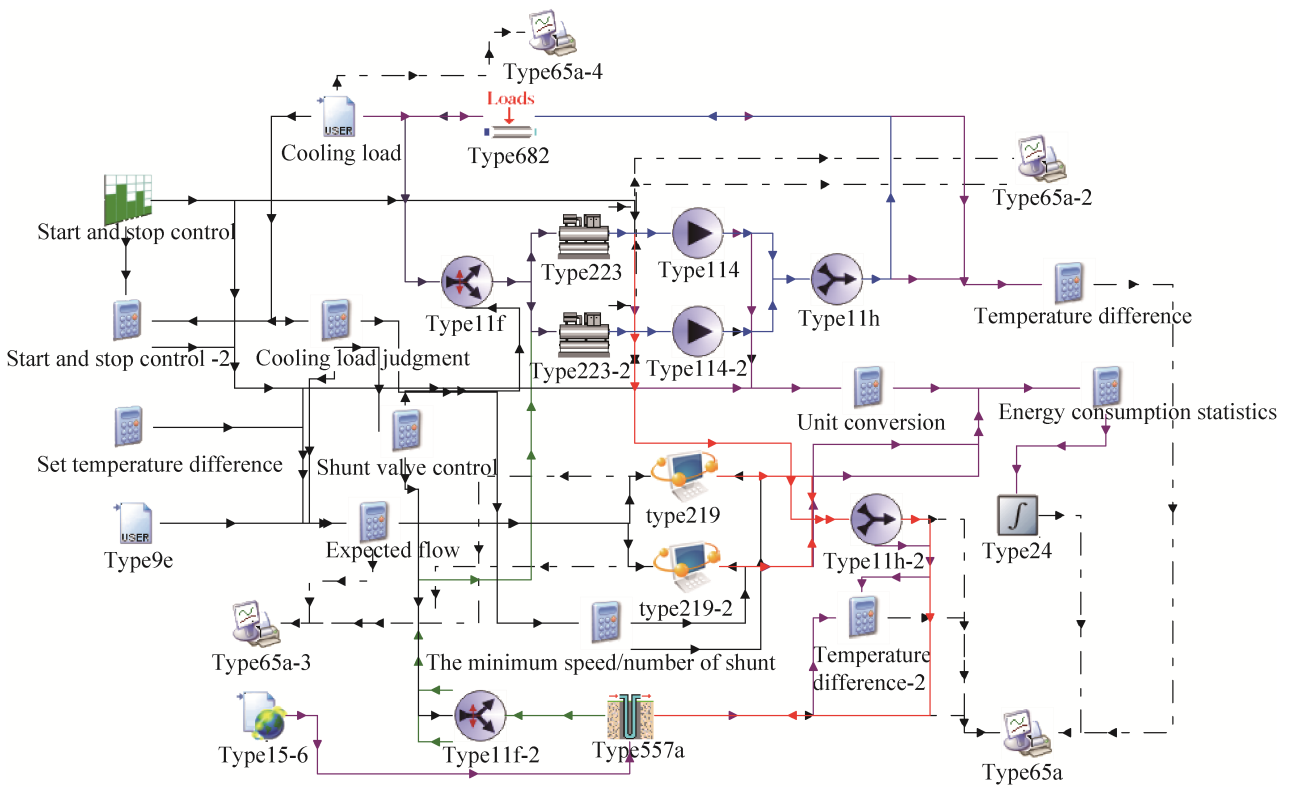 Type65a-4
Loads
USER
Cooling load
Type682
Type65a-2
Start and stop control
Type223
Type114
Type11f
Type11h
Temperature difference
Start and stop control -2
Cooling load judgment
Type223-2
Type114-2
Unit conversion
Energy consumption statistics
Set temperature difference
Shunt valve control
type219
USER
Type9e
Expected flow
Type11h-2
∫
Type24
type219-2
Type65a-3
The minimum speed/number of shunt
Temperature
difference-2
Type15-6
Type11f-2
Type557a
Type65a